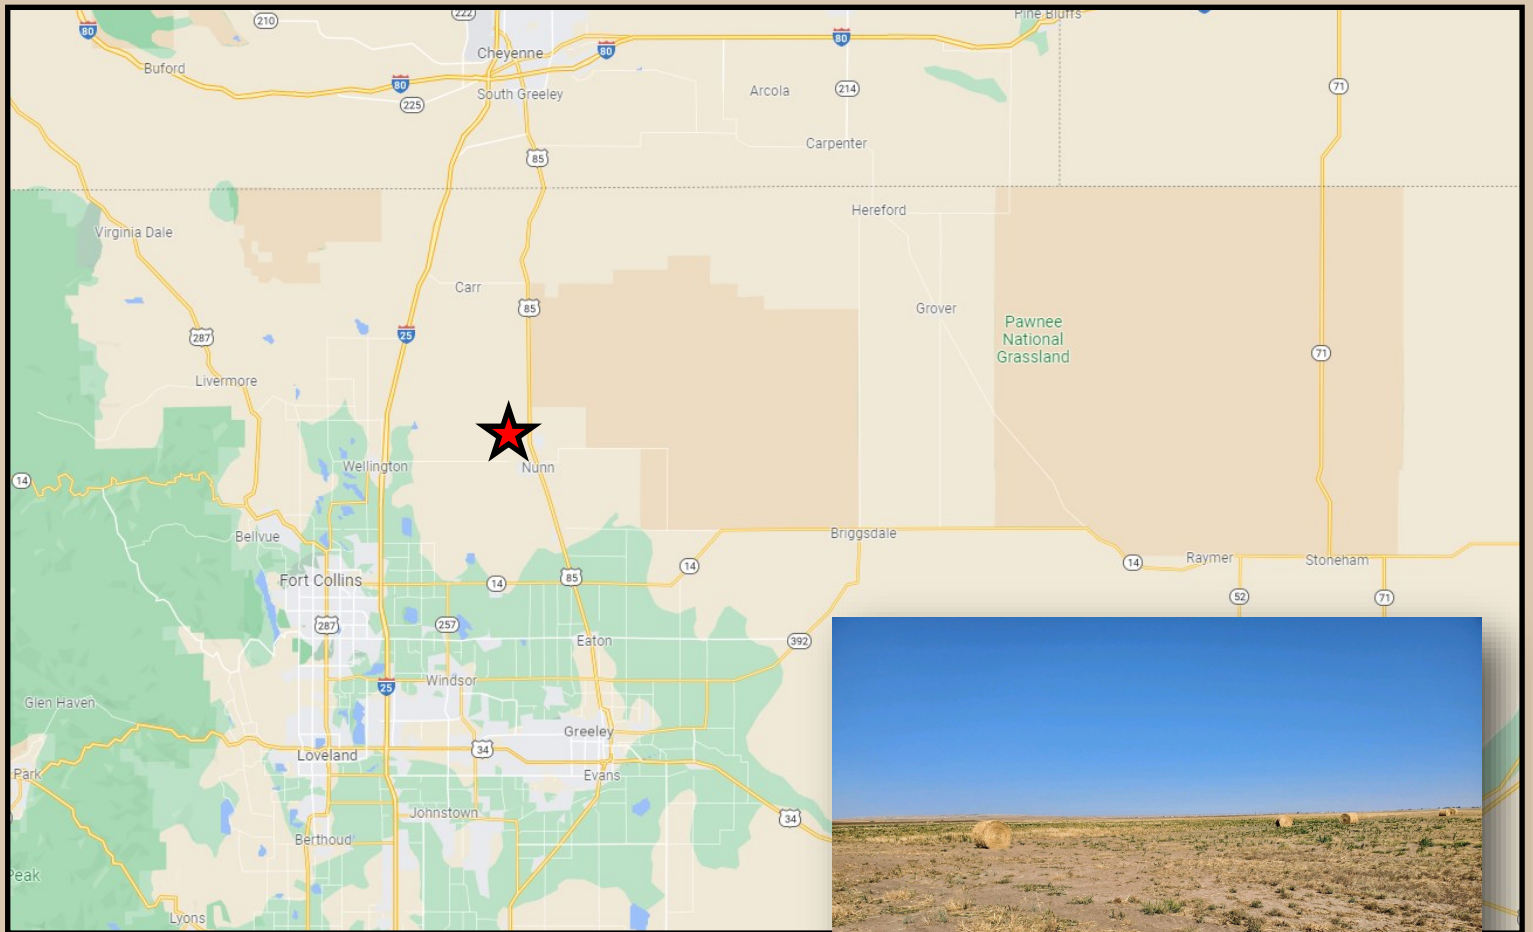 210
222
80
Pine Bluffs
80
Cheyenne
80
Buford
80
225
South Greeley
Arcola
214
71
85
Carpenter
Hereford
Virginia Dale
Carr
85
Grover
287
25
Pawnee
National
Grassland
71
Livermore
Wellington
Nunn
14
Bellvue
Briggsdale
14
14
Raymer
Stoneham
Fort Collins
14
85
52
71
287
257
Eaton
392
25
Windsor
Glen Haven
Greeley
34
Loveland
Park
Evans
Johnstown
34
Berthoud
Peak
Lyons